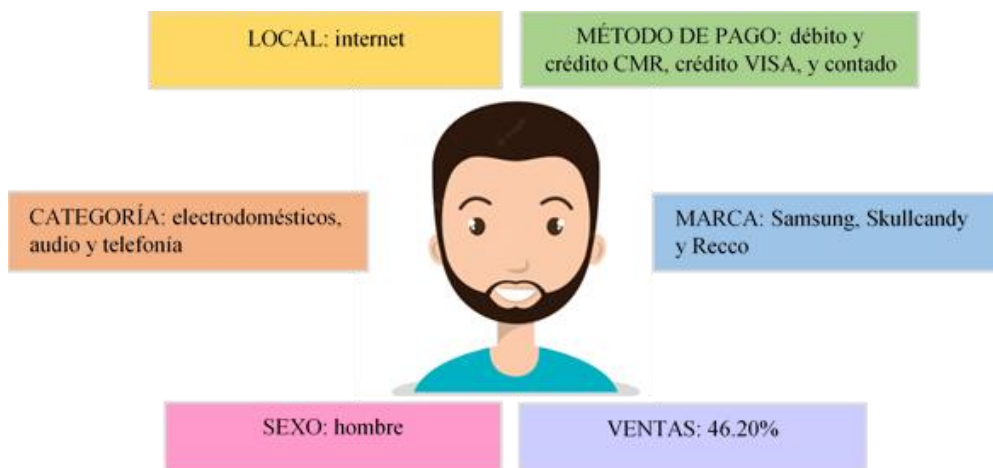 LOCAL: internet
MÉTODO DE PAGO: débito y
crédito CMR, crédito VISA, y contado
CATEGORÍA: electrodomésticos,
audio y telefonía
MARCA: Samsung, Skullcandy
y Recco
SEXO: hombre
VENTAS: 46.20%